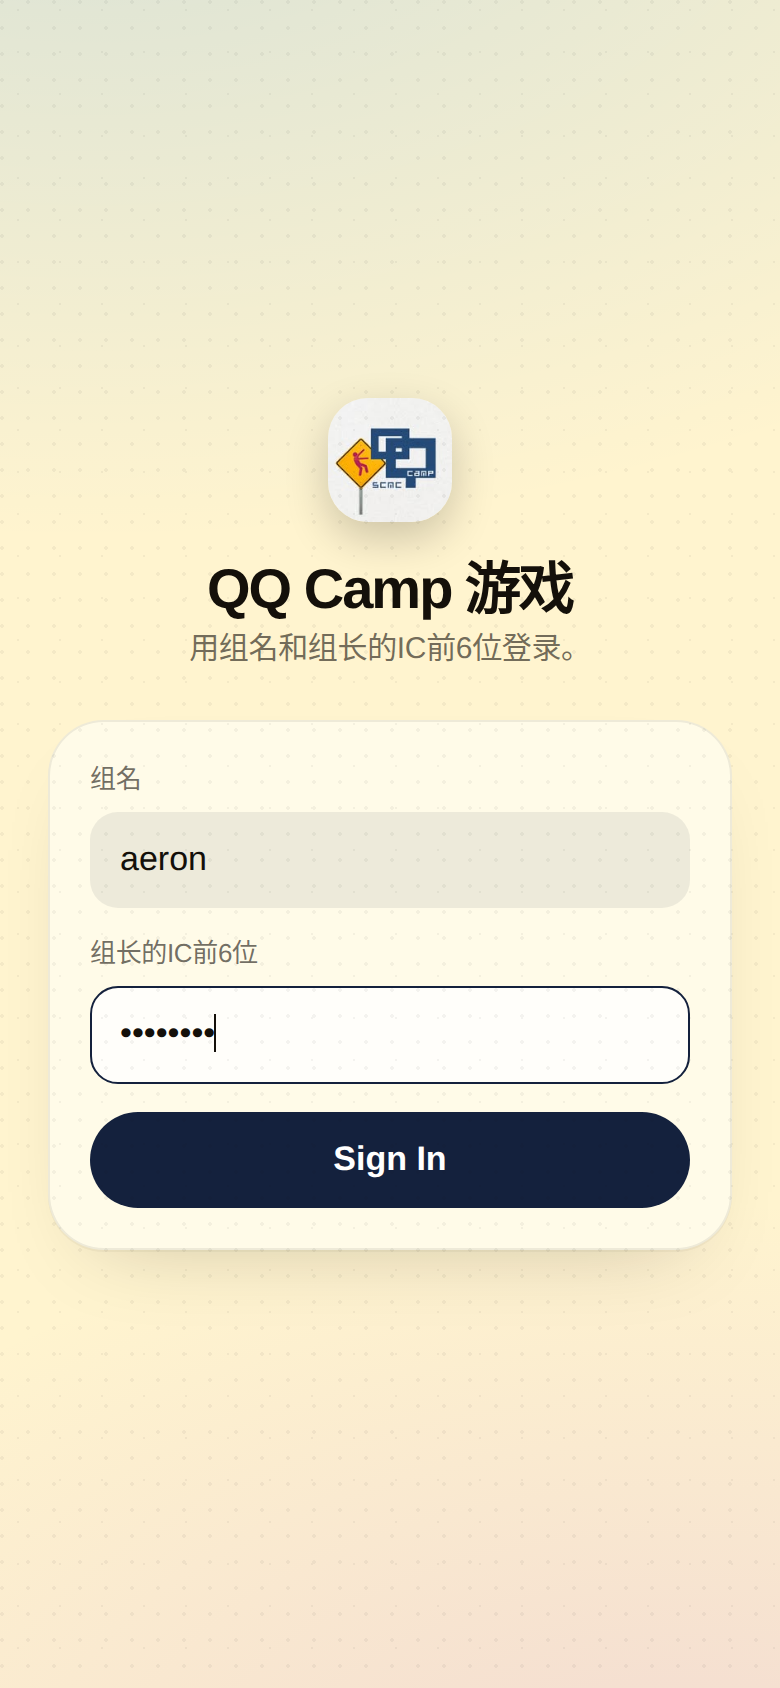 camp
scmc
QQ Camp 游戏
用组名和组长的IC前6位登录。
组名
aeron
组长的IC前6位
••••••••
Sign In